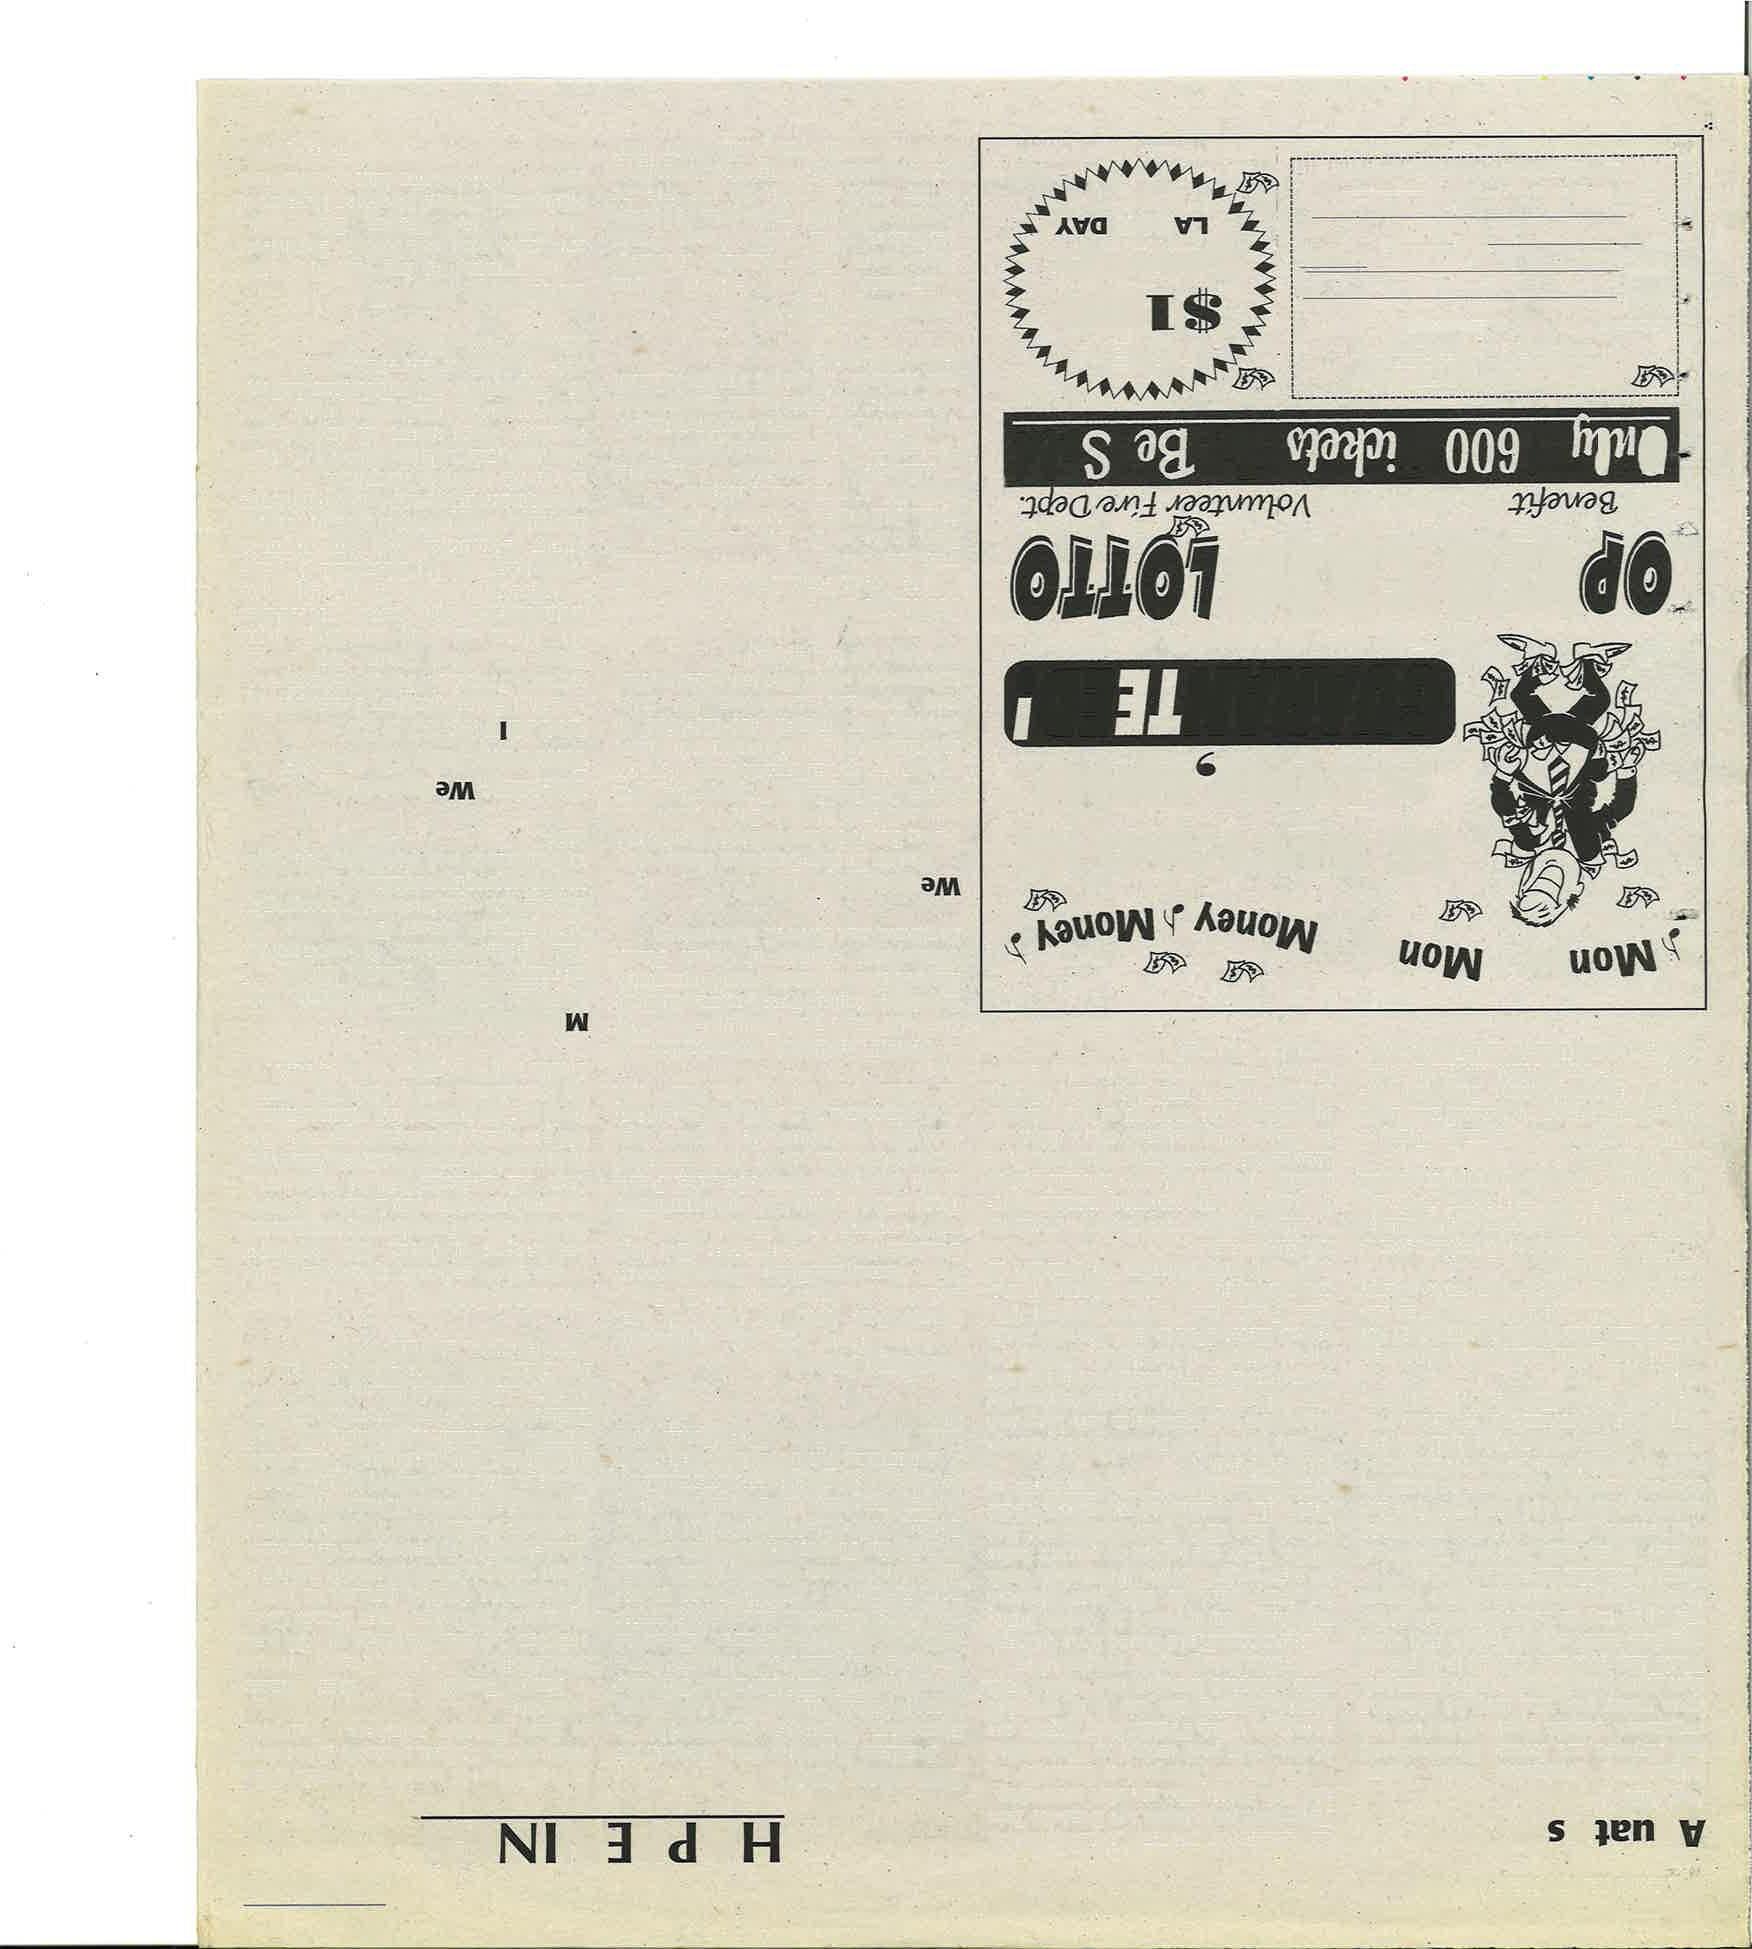 H P E IN
A uat s
M
We
We
I
Mon Mon Money Money
,
TE
OP LOTTO
Benefit Volunteer Fire Dept.
Only 600 ickets Be S
$1
LA DAY